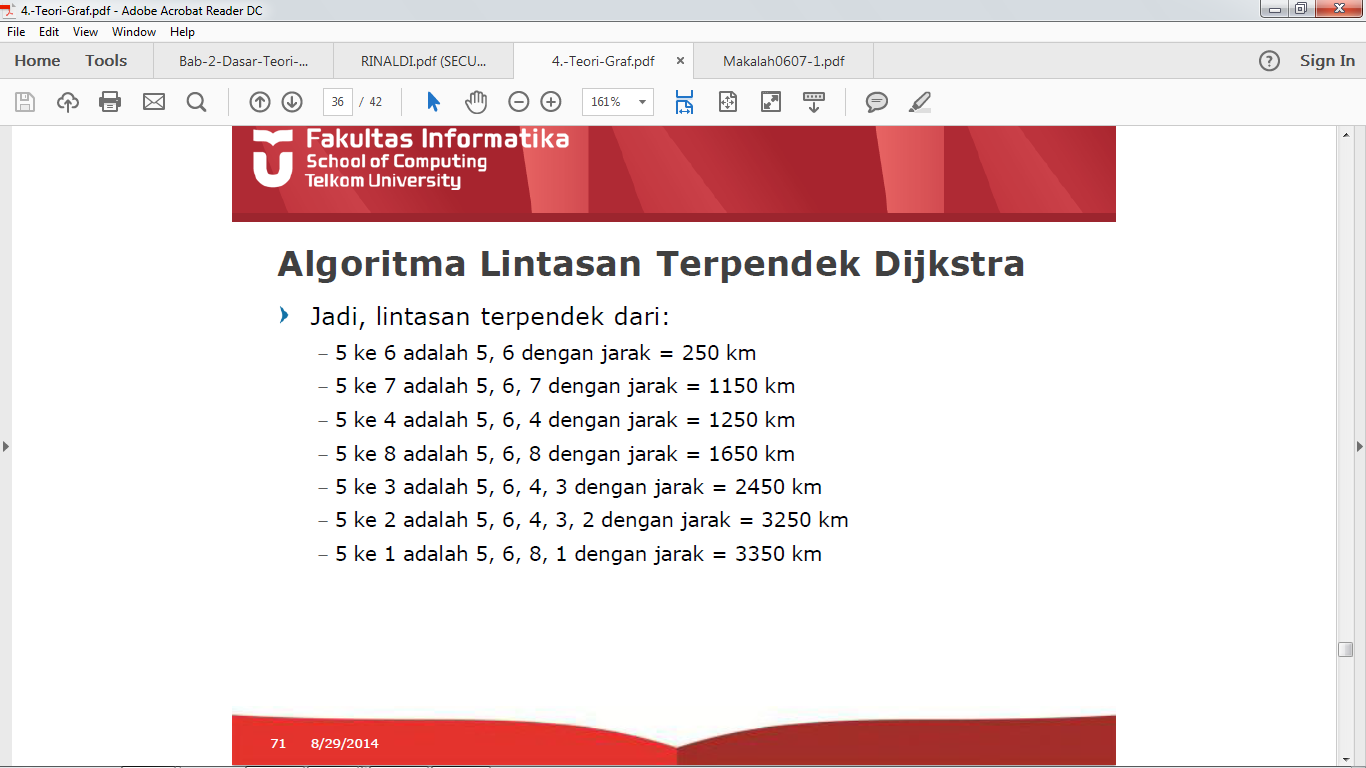 4.-Teori-Graf.pdf - Adobe Acrobat Reader DC
File Edit View Window Help
Home Tools Bab-2-Dasar-Teori-... RINALDI.pdf (SECU... 4.-Teori-Graf.pdf × Makalah0607-1.pdf ? Sign In
36 / 42 161%
Fakultas Informatika
School of Computing
Telkom University
Algoritma Lintasan Terpendek Dijkstra
Jadi, lintasan terpendek dari:
– 5 ke 6 adalah 5, 6 dengan jarak = 250 km
– 5 ke 7 adalah 5, 6, 7 dengan jarak = 1150 km
– 5 ke 4 adalah 5, 6, 4 dengan jarak = 1250 km
– 5 ke 8 adalah 5, 6, 8 dengan jarak = 1650 km
– 5 ke 3 adalah 5, 6, 4, 3 dengan jarak = 2450 km
– 5 ke 2 adalah 5, 6, 4, 3, 2 dengan jarak = 3250 km
– 5 ke 1 adalah 5, 6, 8, 1 dengan jarak = 3350 km
71 8/29/2014